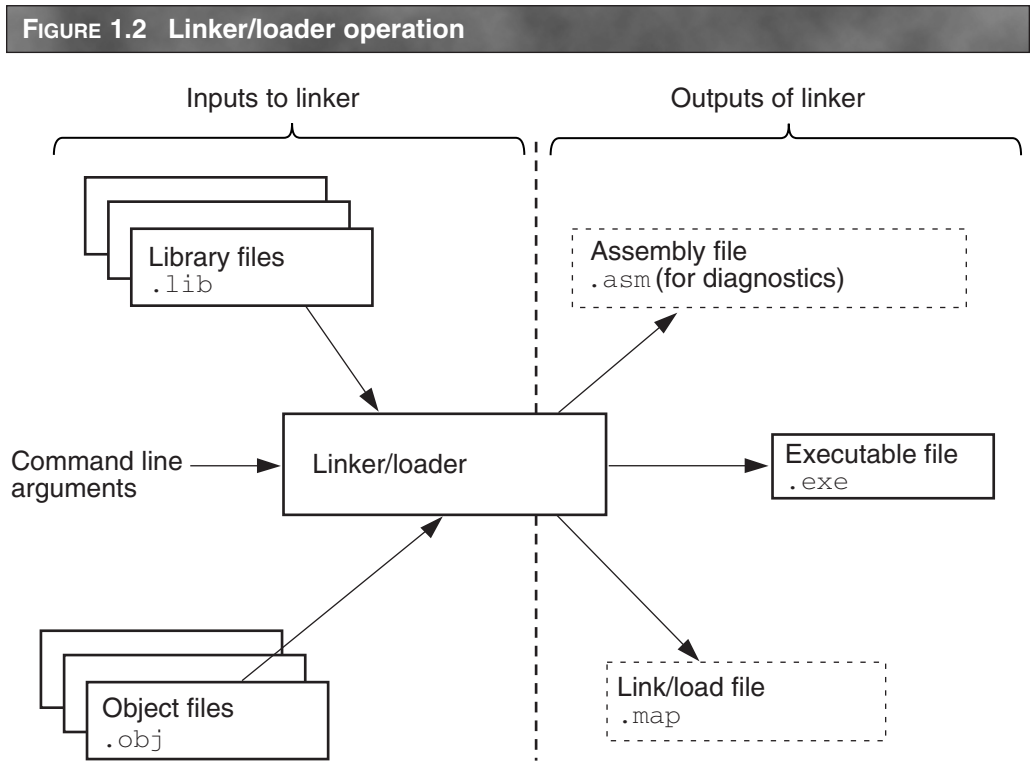 FIGURE 1.2 Linker/loader operation
Inputs to linker
Outputs of linker
Library files
.lib
Assembly file
.asm (for diagnostics)
Command line
arguments
Linker/loader
Executable file
.exe
Object files
.obj
Link/load file
.map